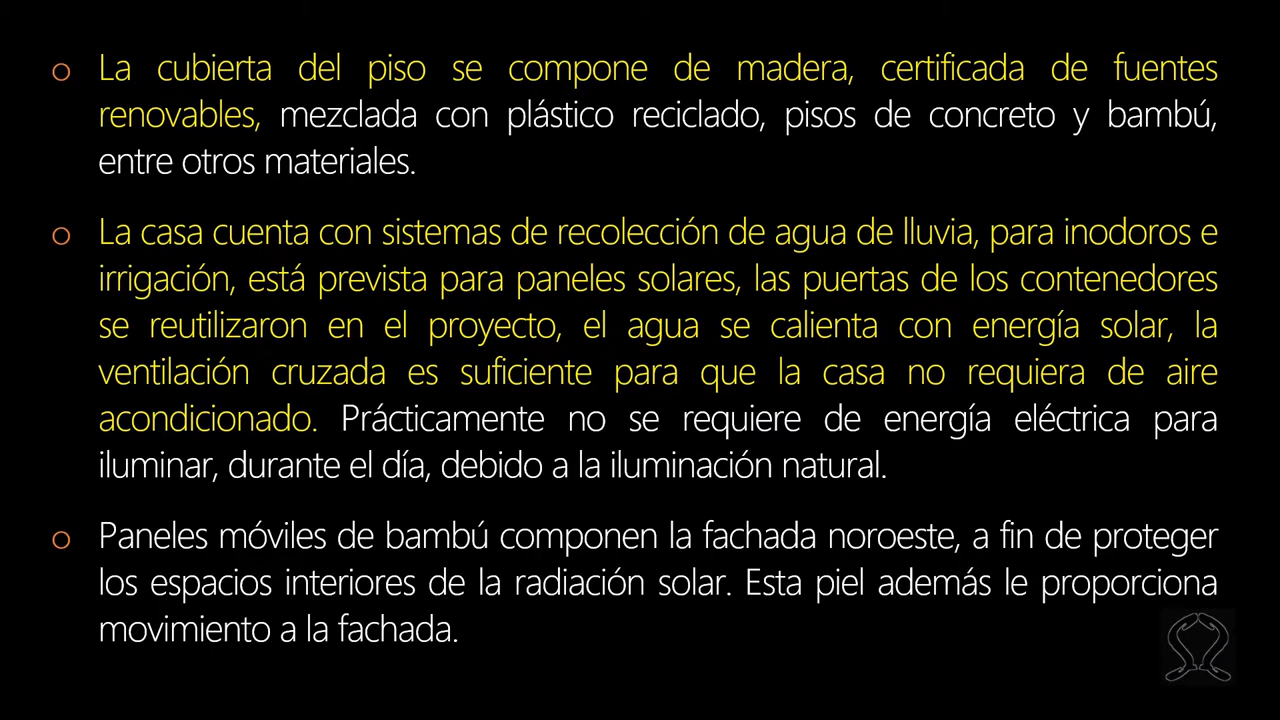 o La cubierta del piso se compone de madera, certificada de fuentes
renovables, mezclada con plástico reciclado, pisos de concreto y bambú,
entre otros materiales.
o La casa cuenta con sistemas de recolección de agua de lluvia, para inodoros e
irrigación, está prevista para paneles solares, las puertas de los contenedores
se reutilizaron en el proyecto, el agua se calienta con energía solar, la
ventilación cruzada es suficiente para que la casa no requiera de aire
acondicionado. Prácticamente no se requiere de energía eléctrica para
iluminar, durante el día, debido a la iluminación natural.
o Paneles móviles de bambú componen la fachada noroeste, a fin de proteger
los espacios interiores de la radiación solar. Esta piel además le proporciona
movimiento a la fachada.